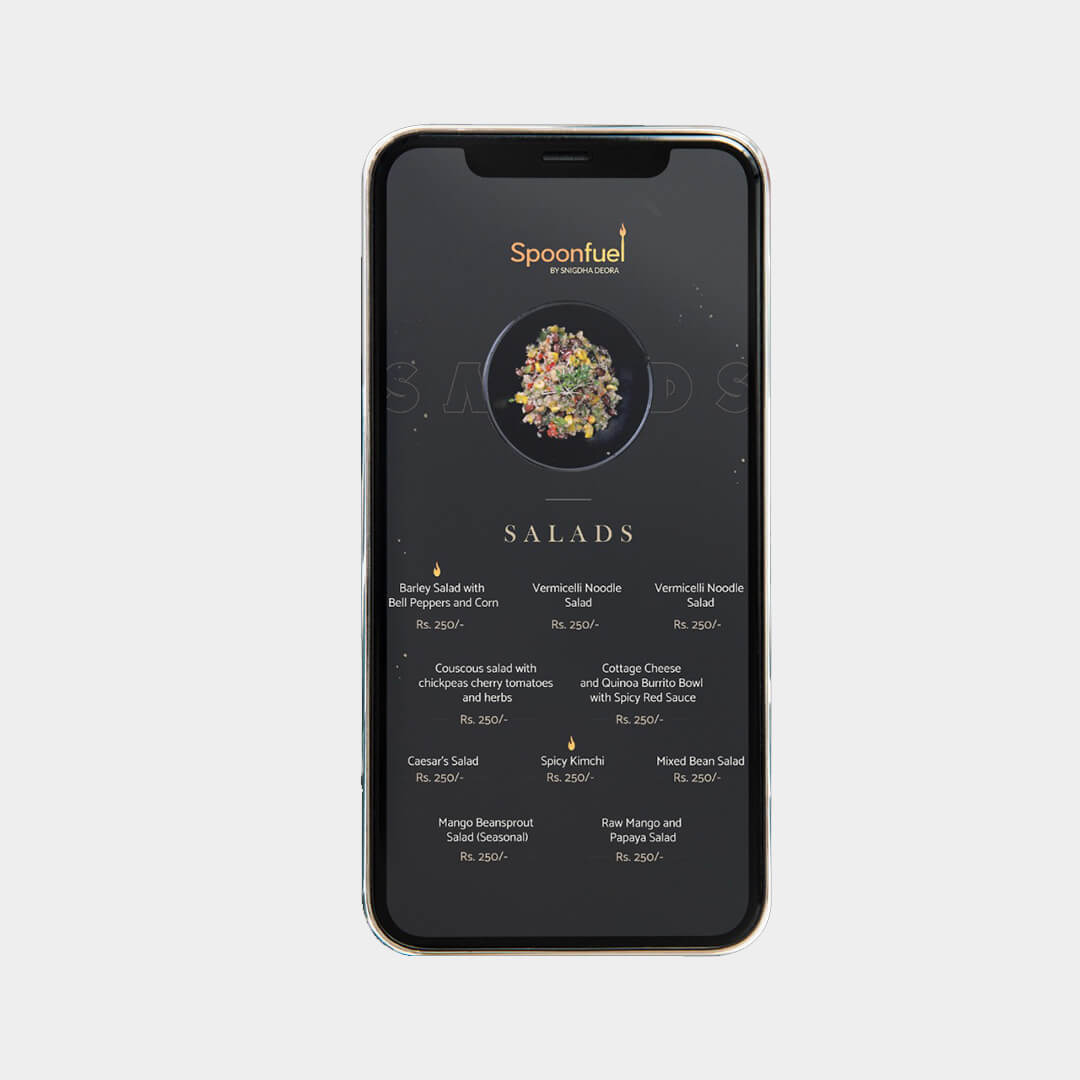 Spoonfuel
BY SNIGDHA DEORA
SALADS
SALADS
Barley Salad with
Bell Peppers and Corn
Rs. 250/-
Vermicelli Noodle
Salad
Rs. 250/-
Vermicelli Noodle
Salad
Rs. 250/-
Couscous salad with
chickpeas cherry tomatoes
and herbs
Rs. 250/-
Cottage Cheese
and Quinoa Burrito Bowl
with Spicy Red Sauce
Rs. 250/-
Caesar's Salad
Rs. 250/-
Spicy Kimchi
Rs. 250/-
Mixed Bean Salad
Rs. 250/-
Mango Beansprout
Salad (Seasonal)
Rs. 250/-
Raw Mango and
Papaya Salad
Rs. 250/-